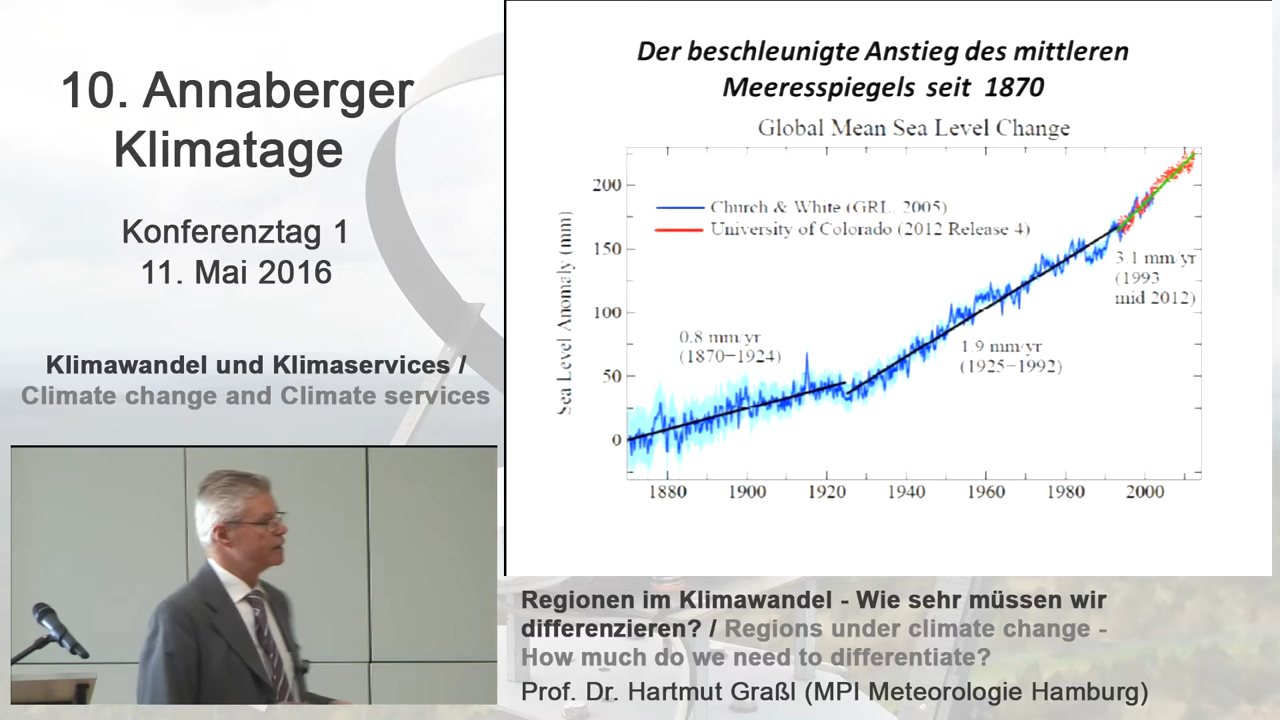 10. Annaberger
Klimatage
Konferenztag 1
11. Mai 2016
Klimawandel und Klimaservices /
Climate change and Climate services
Der beschleunigte Anstieg des mittleren
Meeresspiegels seit 1870
Global Mean Sea Level Change
Sea Level Anomaly (mm)
200
150
100
50
0
Church & White (GRL, 2005)
University of Colorado (2012 Release 4)
3.1 mm/yr
(1993
mid 2012)
0.8 mm/yr
(1870−1924)
1.9 mm/yr
(1925−1992)
1880 1900 1920 1940 1960 1980 2000
Regionen im Klimawandel - Wie sehr müssen wir
differenzieren? / Regions under climate change -
How much do we need to differentiate?
Prof. Dr. Hartmut Graßl (MPI Meteorologie Hamburg)